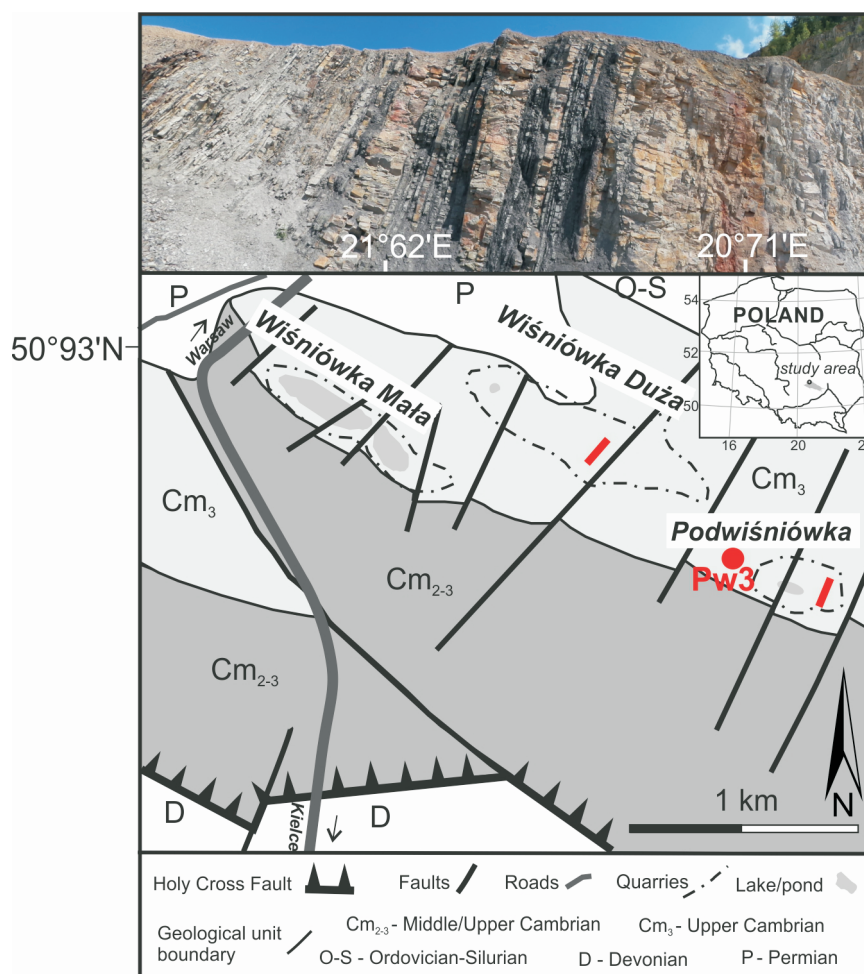 21°62'E 20°71'E
50°93'N
P
P
O-S
Warsaw
Wiśniówka Mała
Wiśniówka Duża
POLAND
study area
54
52
50
16 20 2
Cm3
Cm3
Cm2-3
Cm2-3
Podwiśniówka
Pw3
D
D
Kielce
1 km
N
Holy Cross Fault Faults Roads Quarries Lake/pond
Geological unit
boundary
Cm2-3 - Middle/Upper Cambrian Cm3 - Upper Cambrian
O-S - Ordovician-Silurian D - Devonian P - Permian